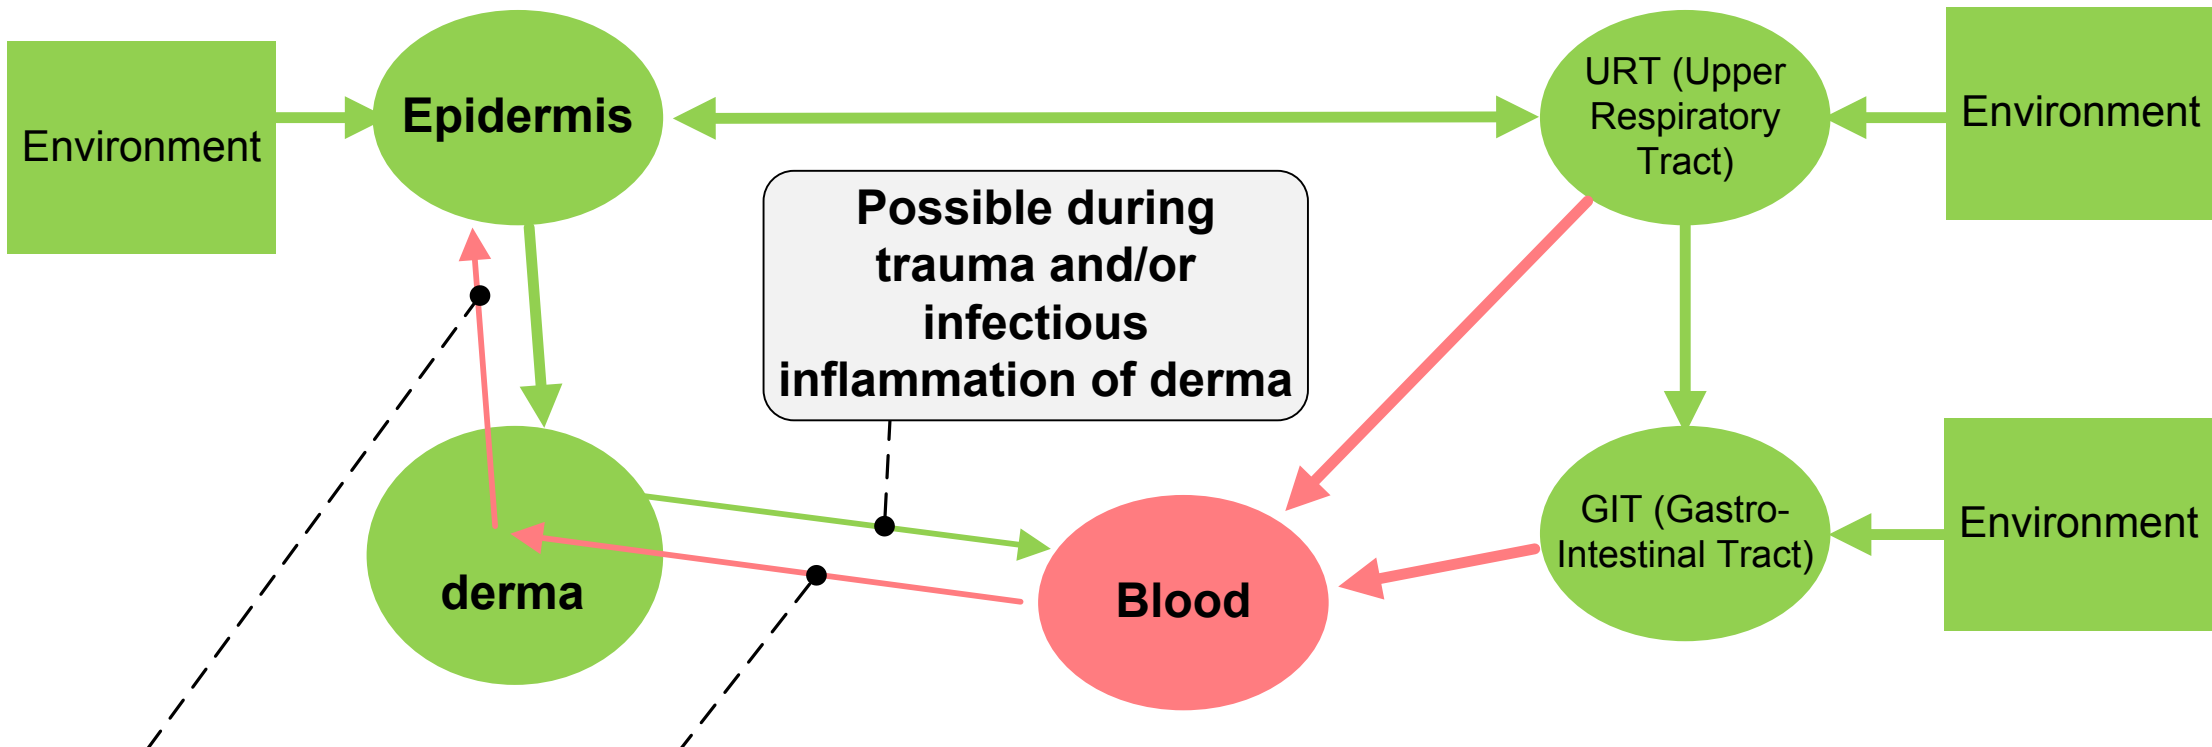 Environment
Epidermis
URT (Upper
Respiratory
Tract)
Environment
Possible during
trauma and/or
infectious
inflammation of derma
derma
Blood
GIT (Gastro-
Intestinal Tract)
Environment